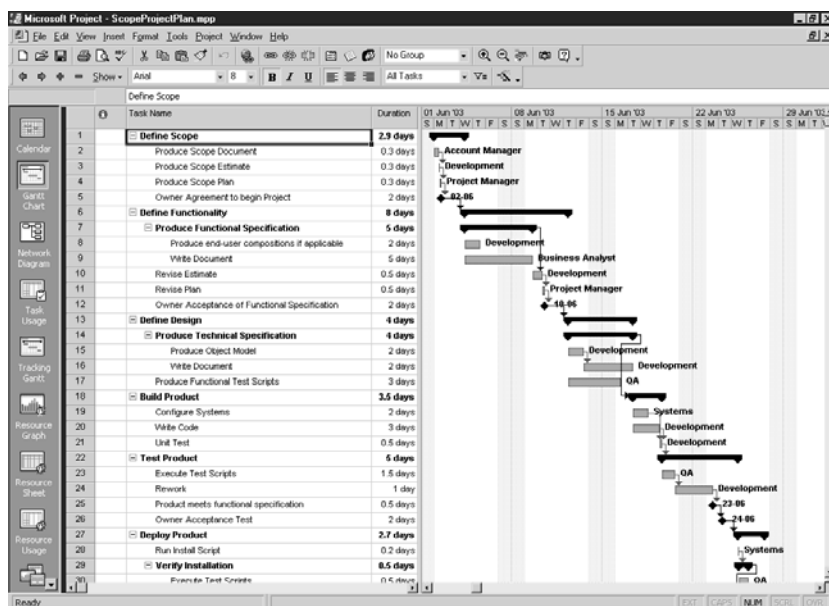 Microsoft Project - ScopeProjectPlan.mpp
File Edit View Insert Format Tools Project Window Help
No Group
Show Arial 8 B I U All Tasks
Define Scope
Task Name Duration 01 Jun '03 08 Jun '03 15 Jun '03 22 Jun '03 29 Jun '03
S M T W T F S S M T W T F S S M T W T F S S M T W T F S S M T
1 Define Scope 2.9 days
2 Produce Scope Document 0.3 days Account Manager
3 Produce Scope Estimate 0.3 days Development
4 Produce Scope Plan 0.3 days Project Manager
5 Owner Agreement to begin Project 2 days 02-06
6 Define Functionality 8 days
7 Produce Functional Specification 5 days
8 Produce end-user compositions if applicable 2 days Development
9 Write Document 5 days Business Analyst
10 Revise Estimate 0.5 days Development
11 Revise Plan 0.5 days Project Manager
12 Owner Acceptance of Functional Specification 2 days 10-06
13 Define Design 4 days
14 Produce Technical Specification 4 days
15 Produce Object Model 2 days Development
16 Write Document 2 days Development
17 Produce Functional Test Scripts 3 days QA
18 Build Product 3.5 days
19 Configure Systems 2 days Systems
20 Write Code 3 days Development
21 Unit Test 0.5 days Development
22 Test Product 5 days
23 Execute Test Scripts 1.5 days QA
24 Rework 1 day Development
25 Product meets functional specification 0.5 days 23-06
26 Owner Acceptance Test 2 days 24-06
27 Deploy Product 2.7 days
28 Run Install Script 0.2 days Systems
29 Verify Installation 0.5 days
30 Execute Test Scripts 0.5 days QA
Calendar
Gantt
Chart
Network
Diagram
Task
Usage
Tracking
Gantt
Resource
Graph
Resource
Sheet
Resource
Usage
Ready EXT CAPS NUM SCRL OVR